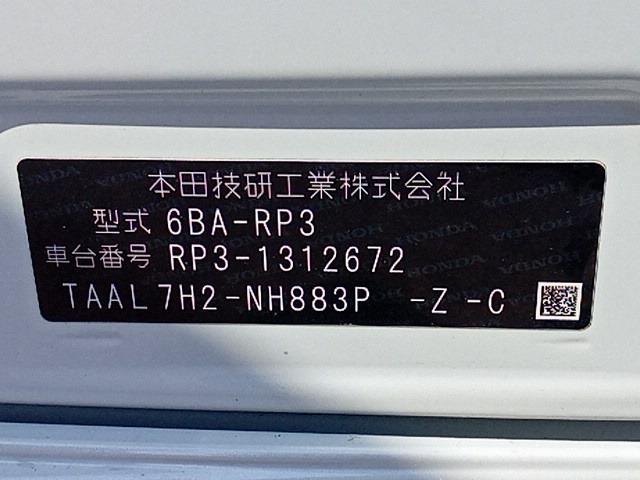 本田技研工業株式会社
型式 6BA-RP3
車台番号 RP3-1312672
TAAL7H2-NH883P -Z -C